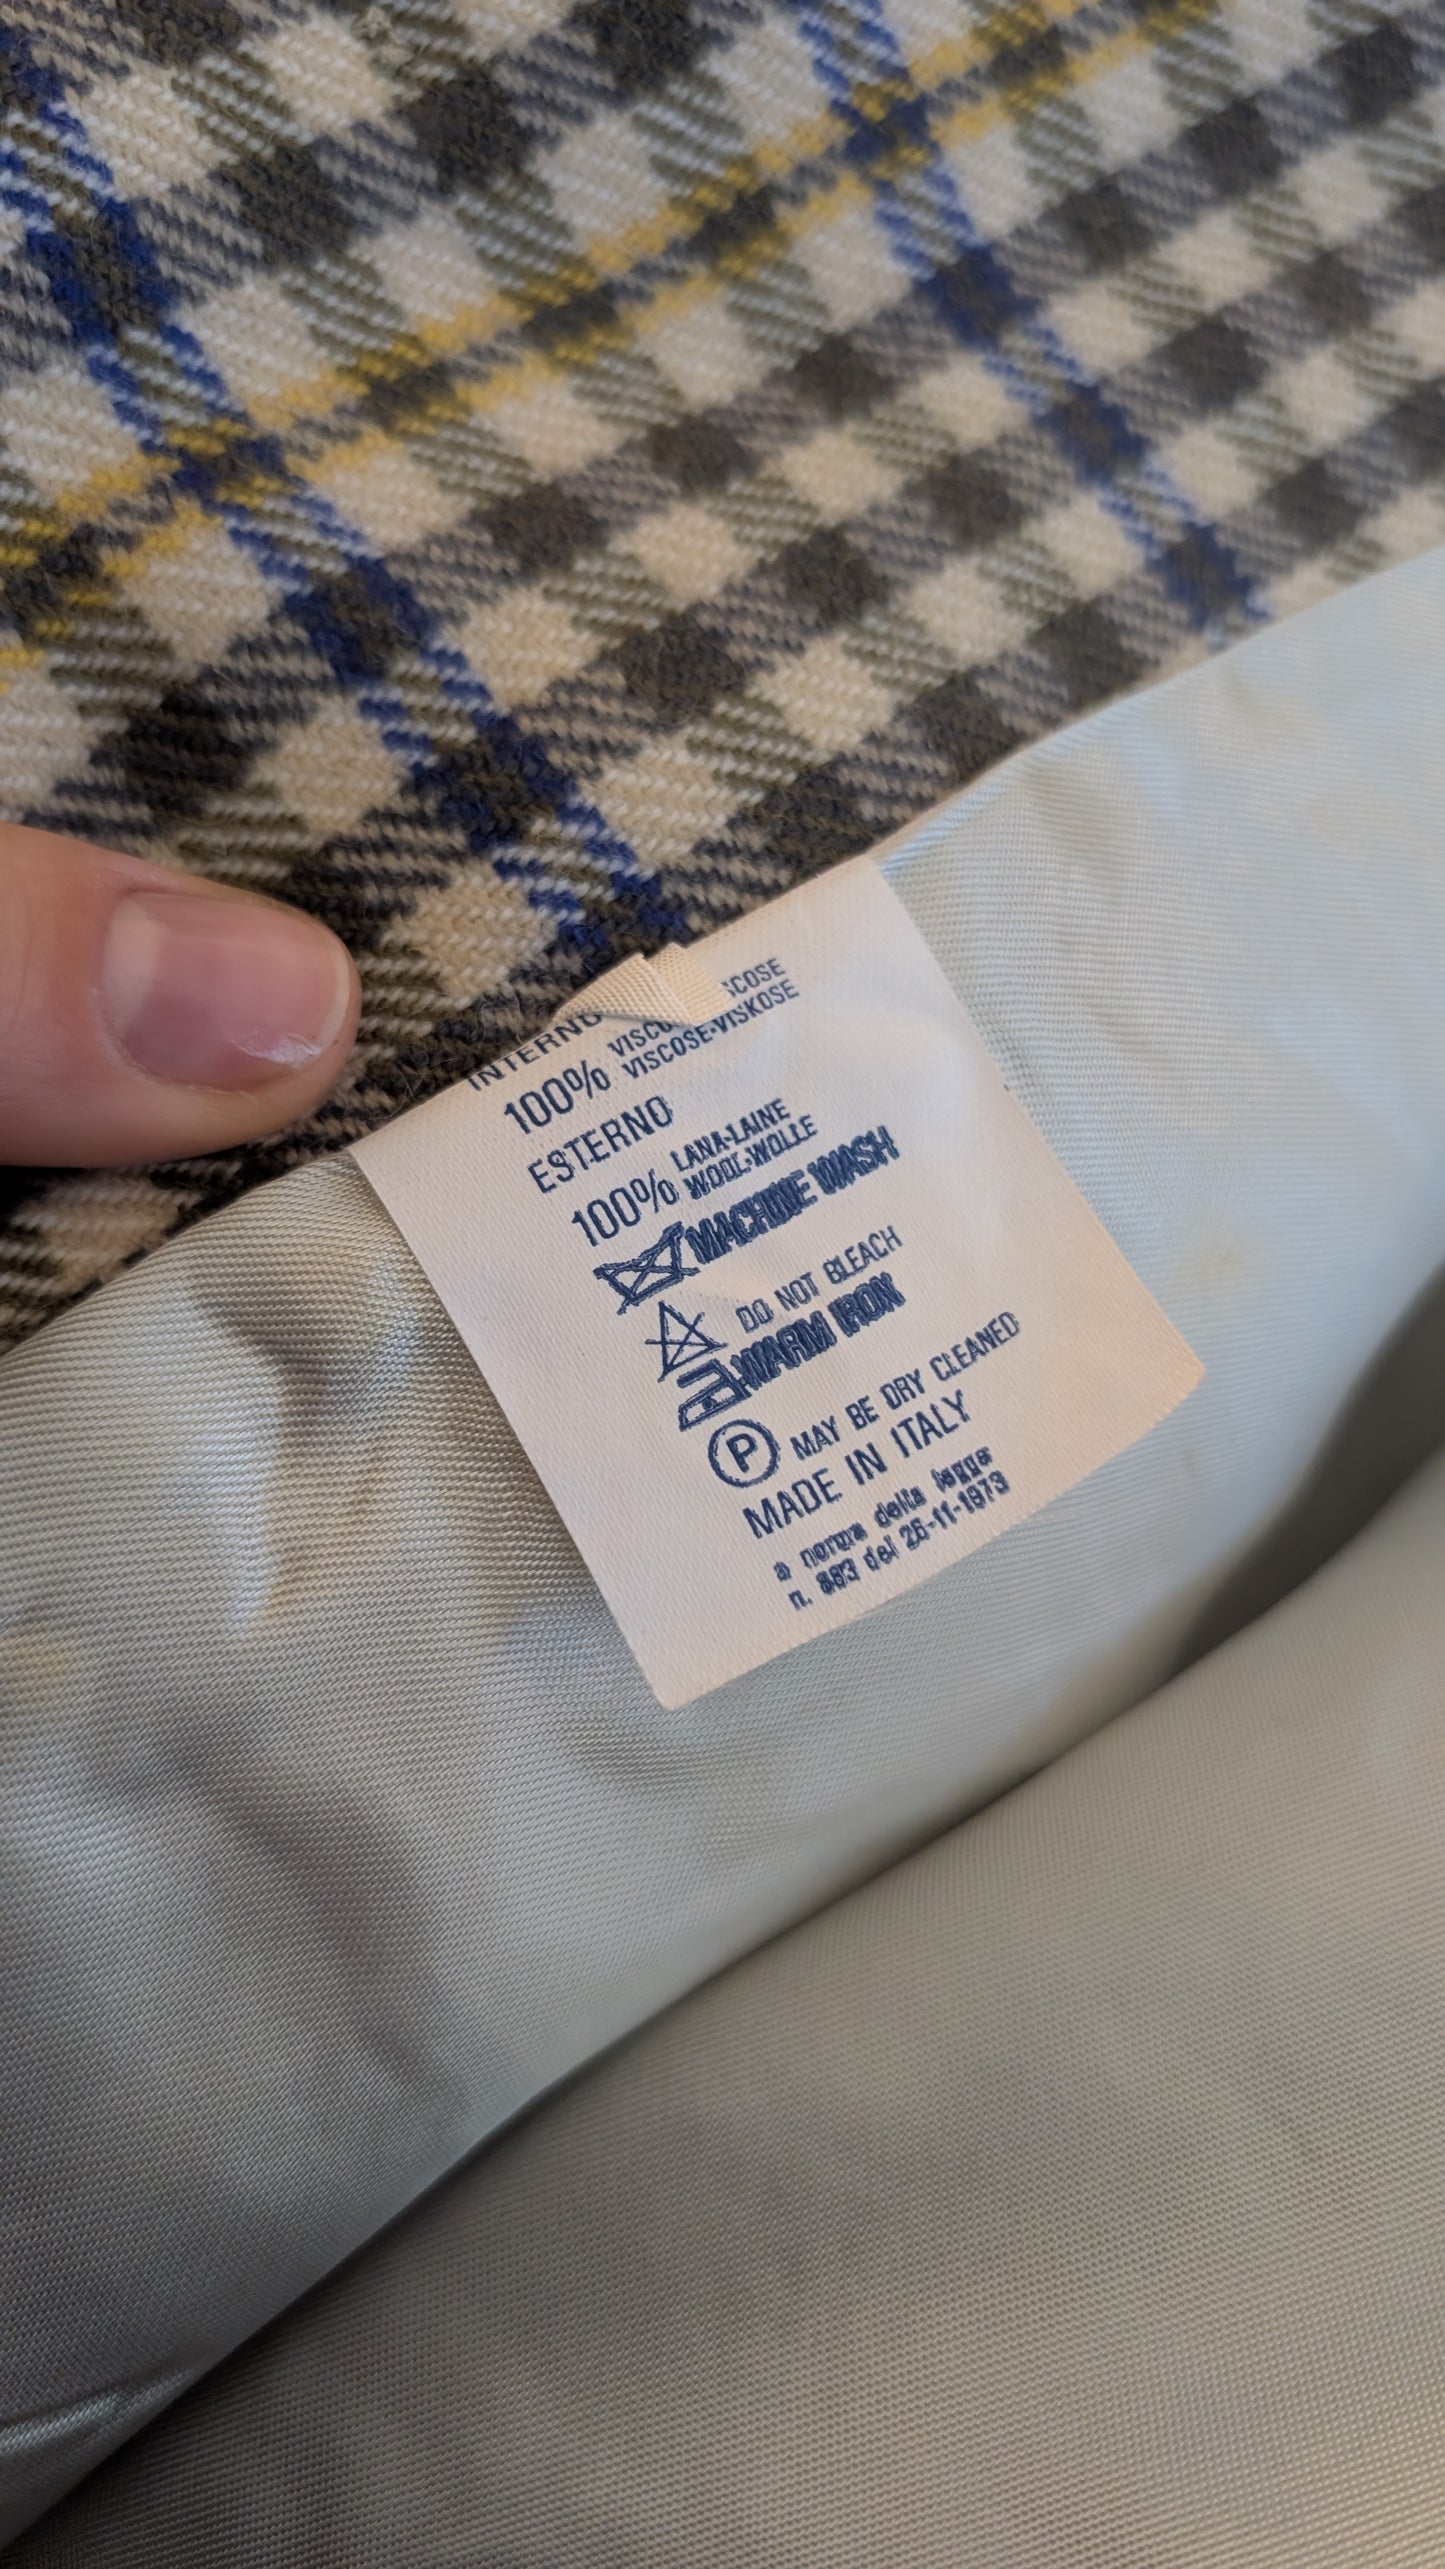 INTERNO
100% VISCOSE
VISCOSE-VISKOSE
ESTERNO
100% LANA-LAINE
WOOL-WOLLE
MACHINE WASH
DO NOT BLEACH
WARM IRON
P MAY BE DRY CLEANED
MADE IN ITALY
a norma della legge
n. 883 del 26-11-1973